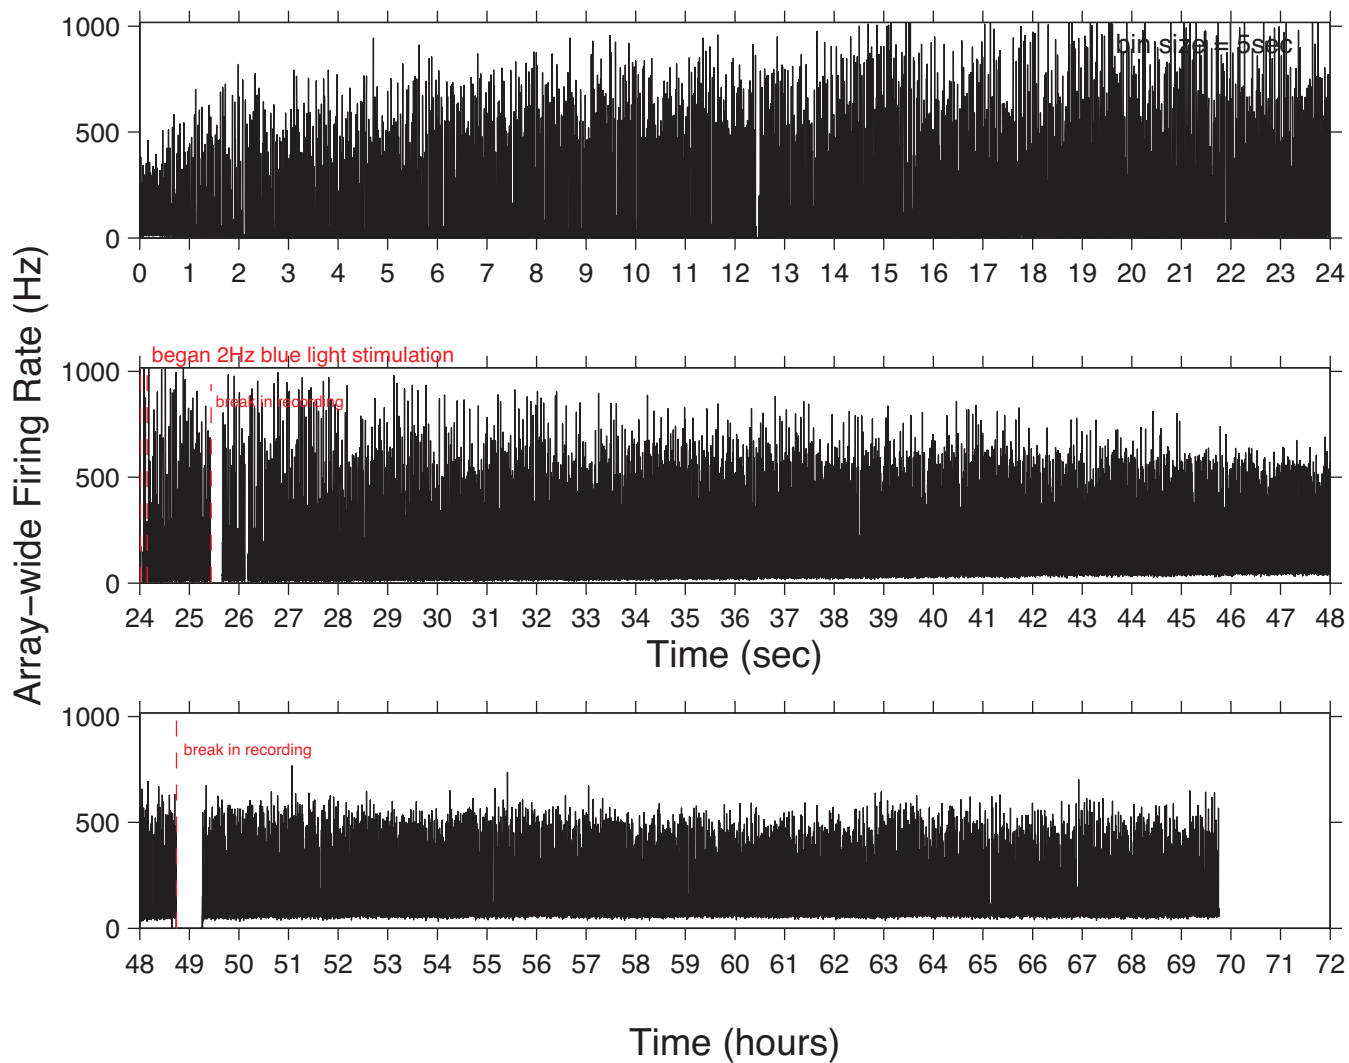 Array-wide Firing Rate (Hz)
1000
500
0
bin size = 5sec
0 1 2 3 4 5 6 7 8 9 10 11 12 13 14 15 16 17 18 19 20 21 22 23 24
began 2Hz blue light stimulation
1000
break in recording
500
0
24 25 26 27 28 29 30 31 32 33 34 35 36 37 38 39 40 41 42 43 44 45 46 47 48
Time (sec)
1000
break in recording
500
0
48 49 50 51 52 53 54 55 56 57 58 59 60 61 62 63 64 65 66 67 68 69 70 71 72
Time (hours)